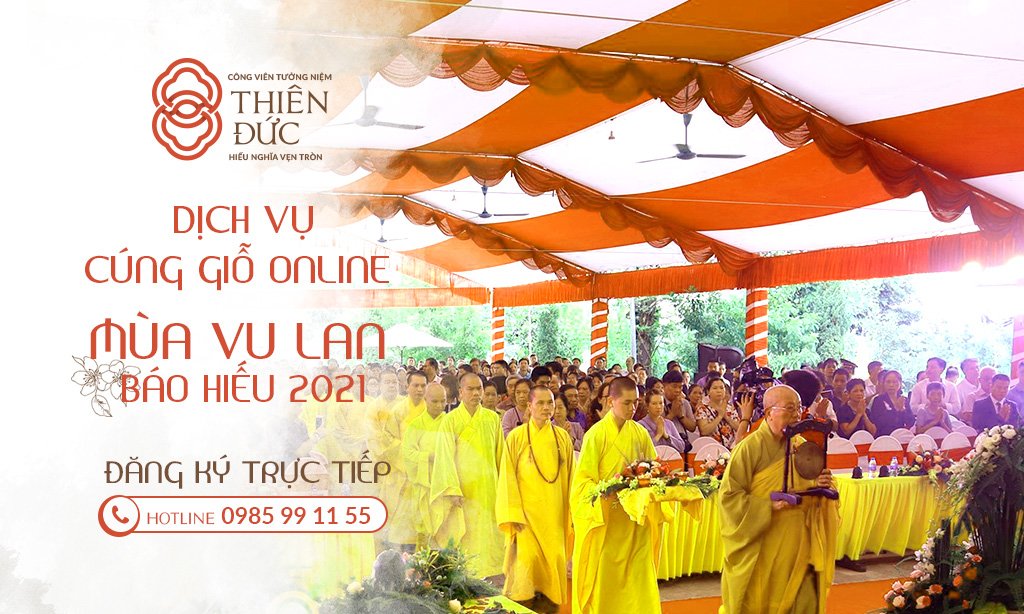 CÔNG VIÊN TƯỞNG NIỆM
THIÊN
ĐỨC
HIẾU NGHĨA VẸN TRÒN
DỊCH VỤ
CÚNG GIỖ ONLINE
MÙA VU LAN
BÁO HIẾU 2021
ĐĂNG KÝ TRỰC TIẾP
HOTLINE 0985 99 11 55